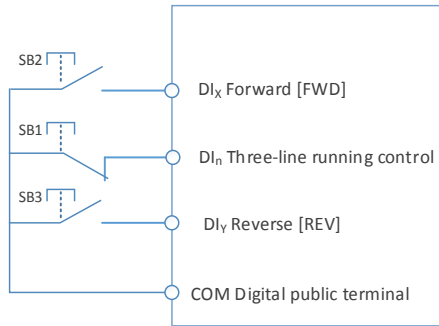 SB2
DIX Forward [FWD]
SB1
DIn Three-line running control
SB3
DIY Reverse [REV]
COM Digital public terminal